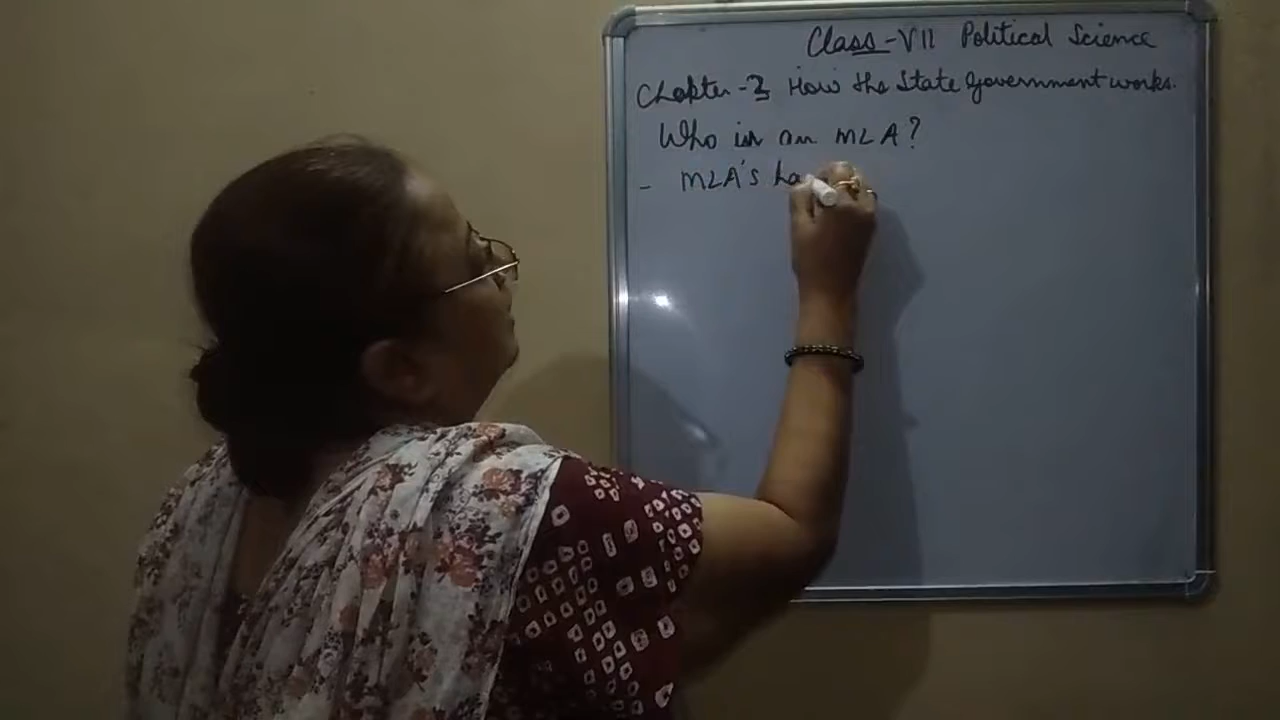 Class-VII Political Science
Chapter-3 How the State Government works.
Who is an MLA?
- MLA's ha